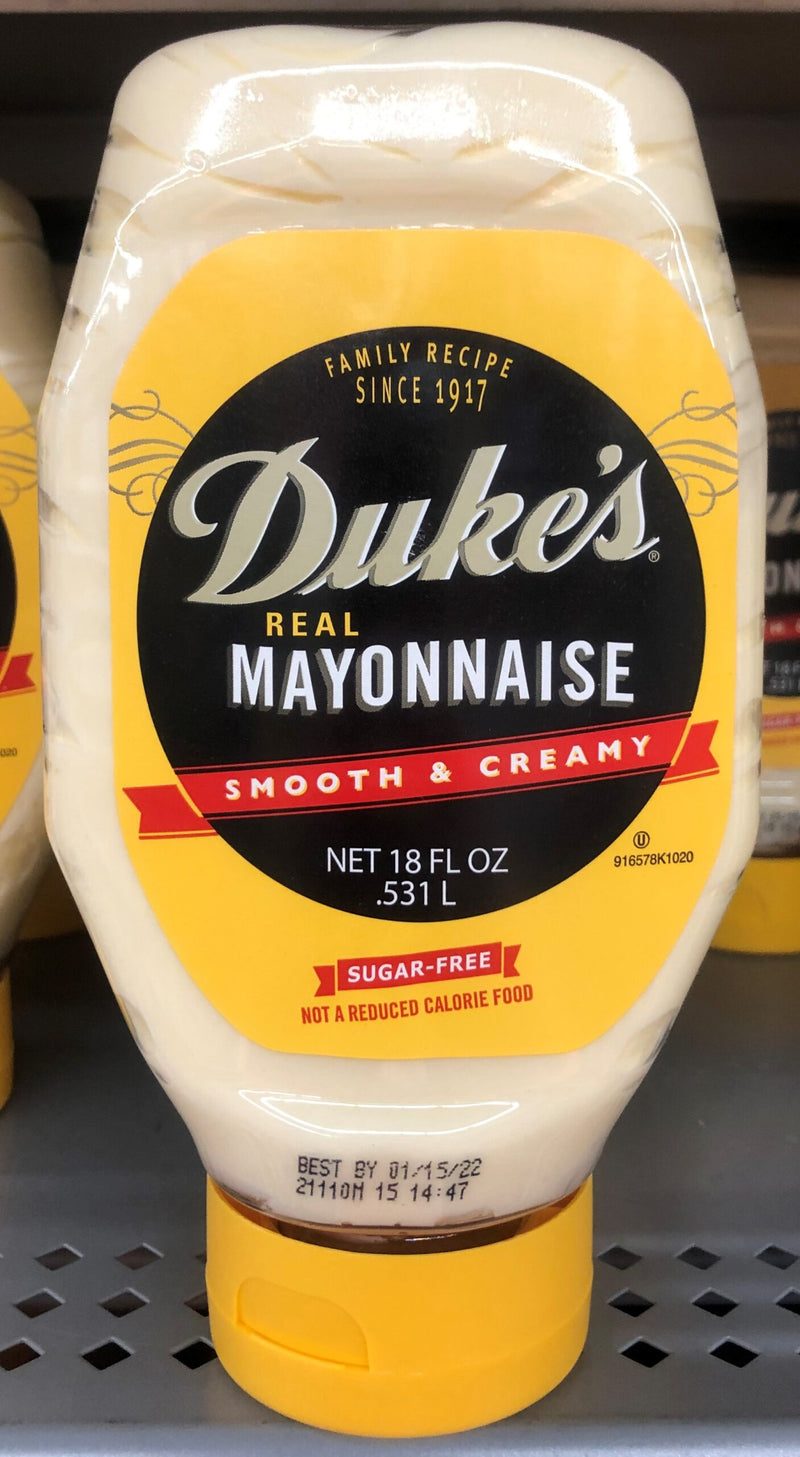 FAMILY RECIPE
SINCE 1917
Duke's®
REAL
MAYONNAISE
SMOOTH & CREAMY
NET 18 FL OZ
.531 L
Ⓤ
916578K1020
SUGAR-FREE
NOT A REDUCED CALORIE FOOD
BEST BY 01/15/22
21110M 15 14:47
020